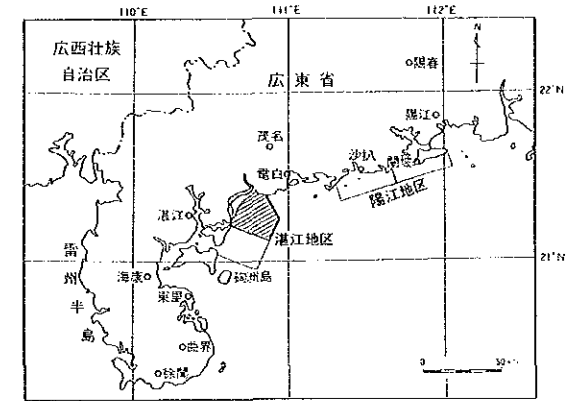 110°E
111°E
112°E
広西壮族
自治区
広東省
N
陽春
22°N
陽江
茂名
電白
沙扒
閘坡
陽江地区
湛江
湛江地区
21°N
雷州半島
海康
硇州島
東里
徐聞
0